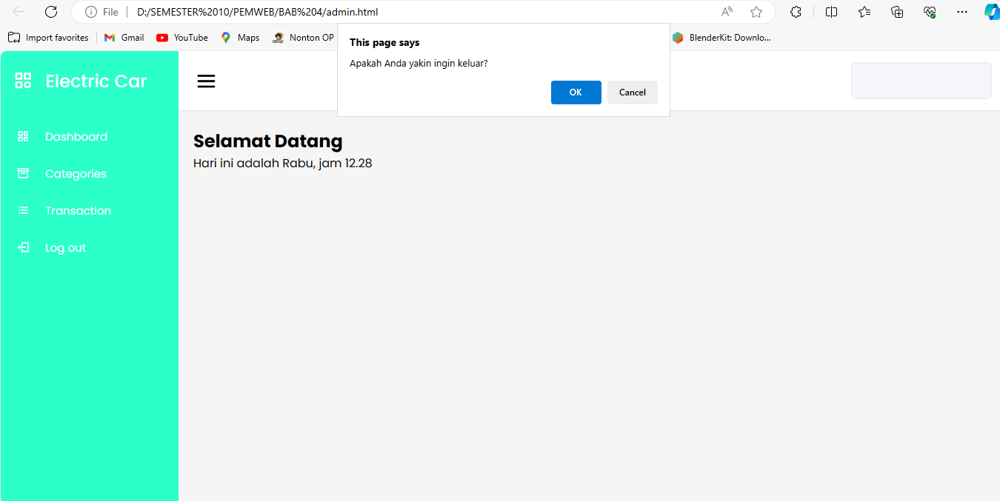 File D:/SEMESTER%2010/PEMWEB/BAB%204/admin.html
Import favorites Gmail YouTube Maps Nonton OP BlenderKit: Downlo...
This page says
Apakah Anda yakin ingin keluar?
OK Cancel
Electric Car
Dashboard
Categories
Transaction
Log out
Selamat Datang
Hari ini adalah Rabu, jam 12.28